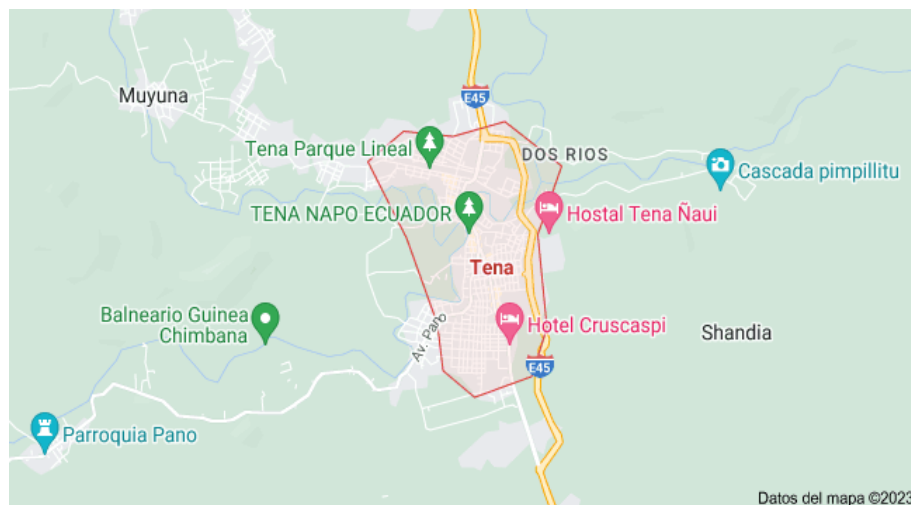 Muyuna
E45
Tena Parque Lineal
DOS RIOS
Cascada pimpillitu
TENA NAPO ECUADOR
Hostal Tena Ñaui
Tena
Balneario Guinea
Chimbana
Av. Pano
Hotel Cruscaspi
Shandia
E45
Parroquia Pano
Datos del mapa ©2023